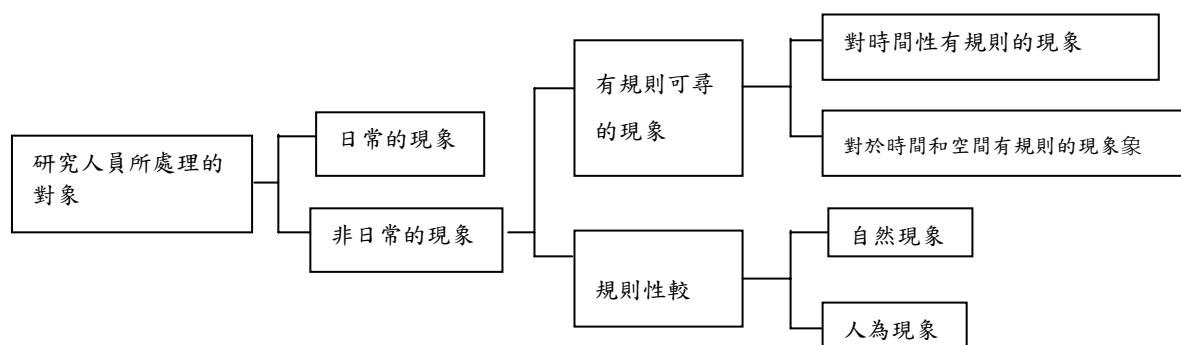 研究人員所處理的
對象
日常的現象
非日常的現象
有規則可尋
的現象
規則性較
對時間性有規則的現象
對於時間和空間有規則的現象象
自然現象
人為現象